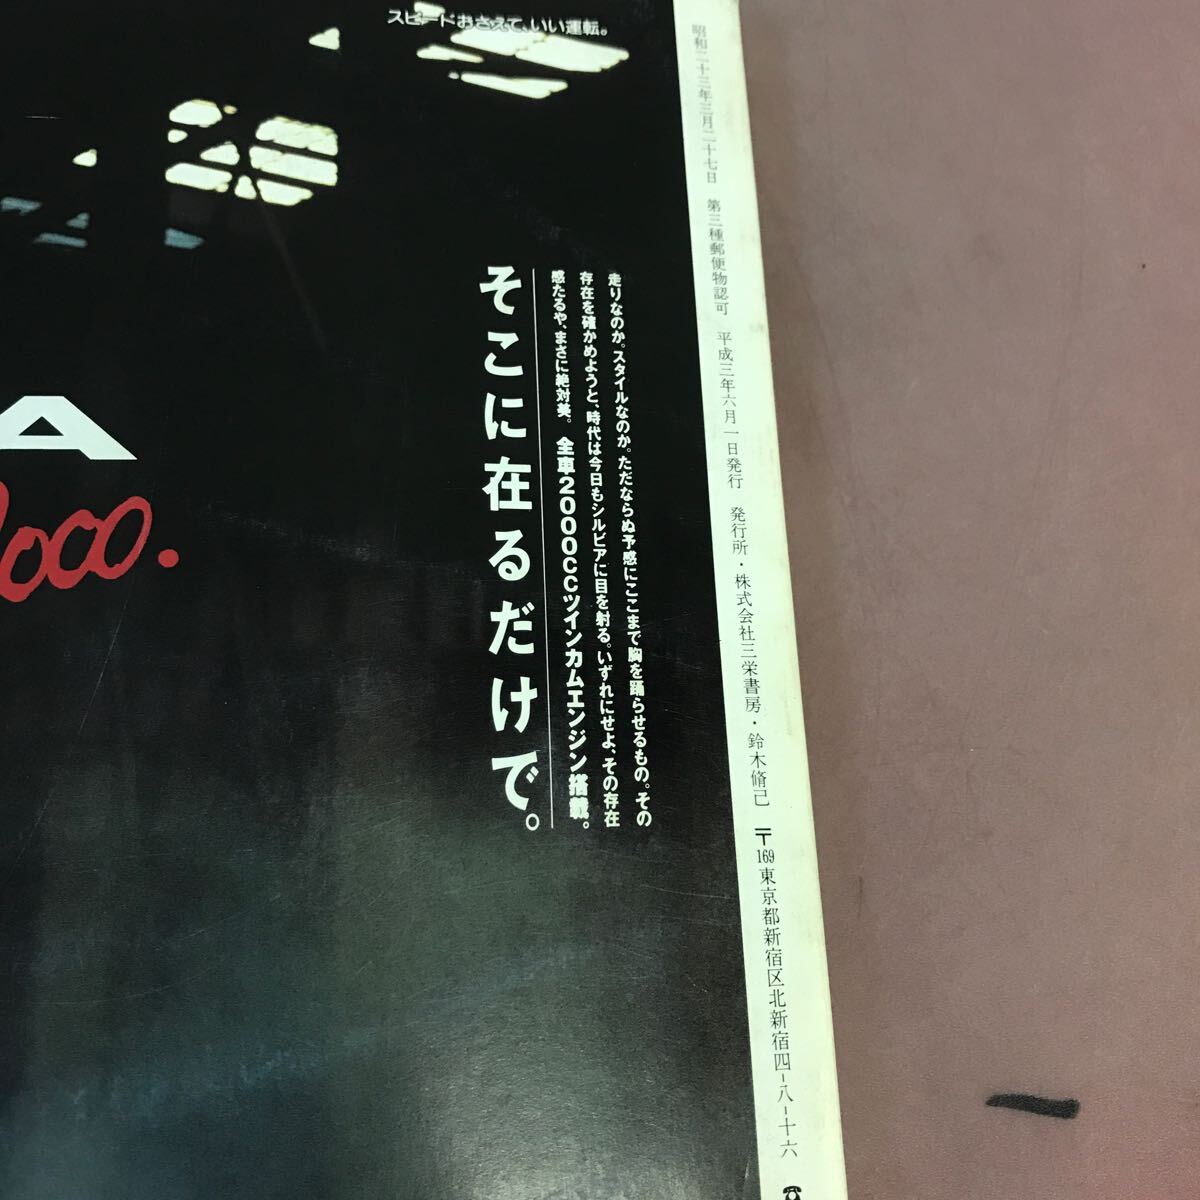 スピードおさえて、いい運転。
昭和二十三年三月二十七日 第三種郵便物認可 平成三年六月一日発行 発行所・株式会社三栄書房・鈴木脩己 〒169東京都新宿区北新宿四-八-十六 ☎
走りなのか。スタイルなのか。ただならぬ予感にここまで胸を踊らせるもの。その
存在を確かめようと、時代は今日もシルビアに目を射る。いずれにせよ、その存在
感たるや、まさに絶対美。 全車2000CCツインカムエンジン搭載。
そこに在るだけで。
A
oco.